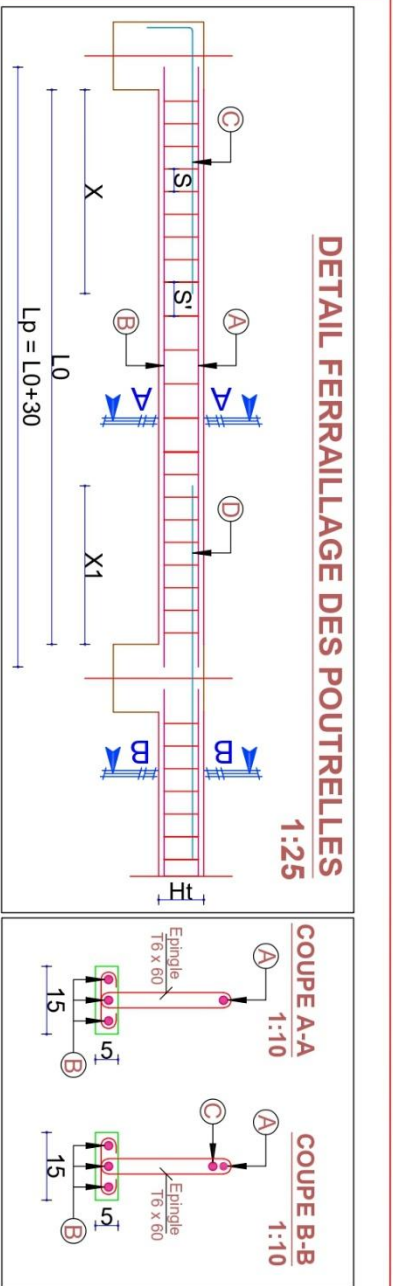 DETAIL FERRAILLAGE DES POUTRELLES
1:25
C
A
D
S
S'
B
A
A
B
B
Ht
X
X1
L0
Lp = L0+30
COUPE A-A
1:10
A
Epingle
T6 x 60
5
15
B
COUPE B-B
1:10
A
C
Epingle
T6 x 60
5
15
B